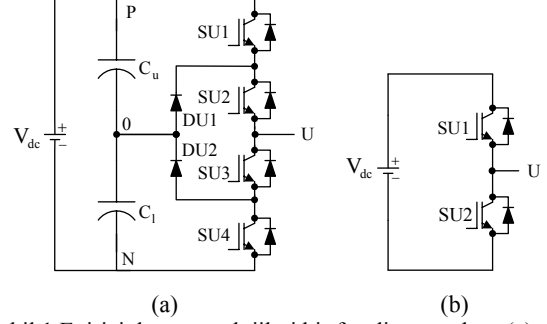 P
SU1
C_u
SU2
DU1
0
U
V_dc
+
−
DU2
SU3
C_l
SU4
N
(a)
SU1
V_dc
+
−
U
SU2
(b)